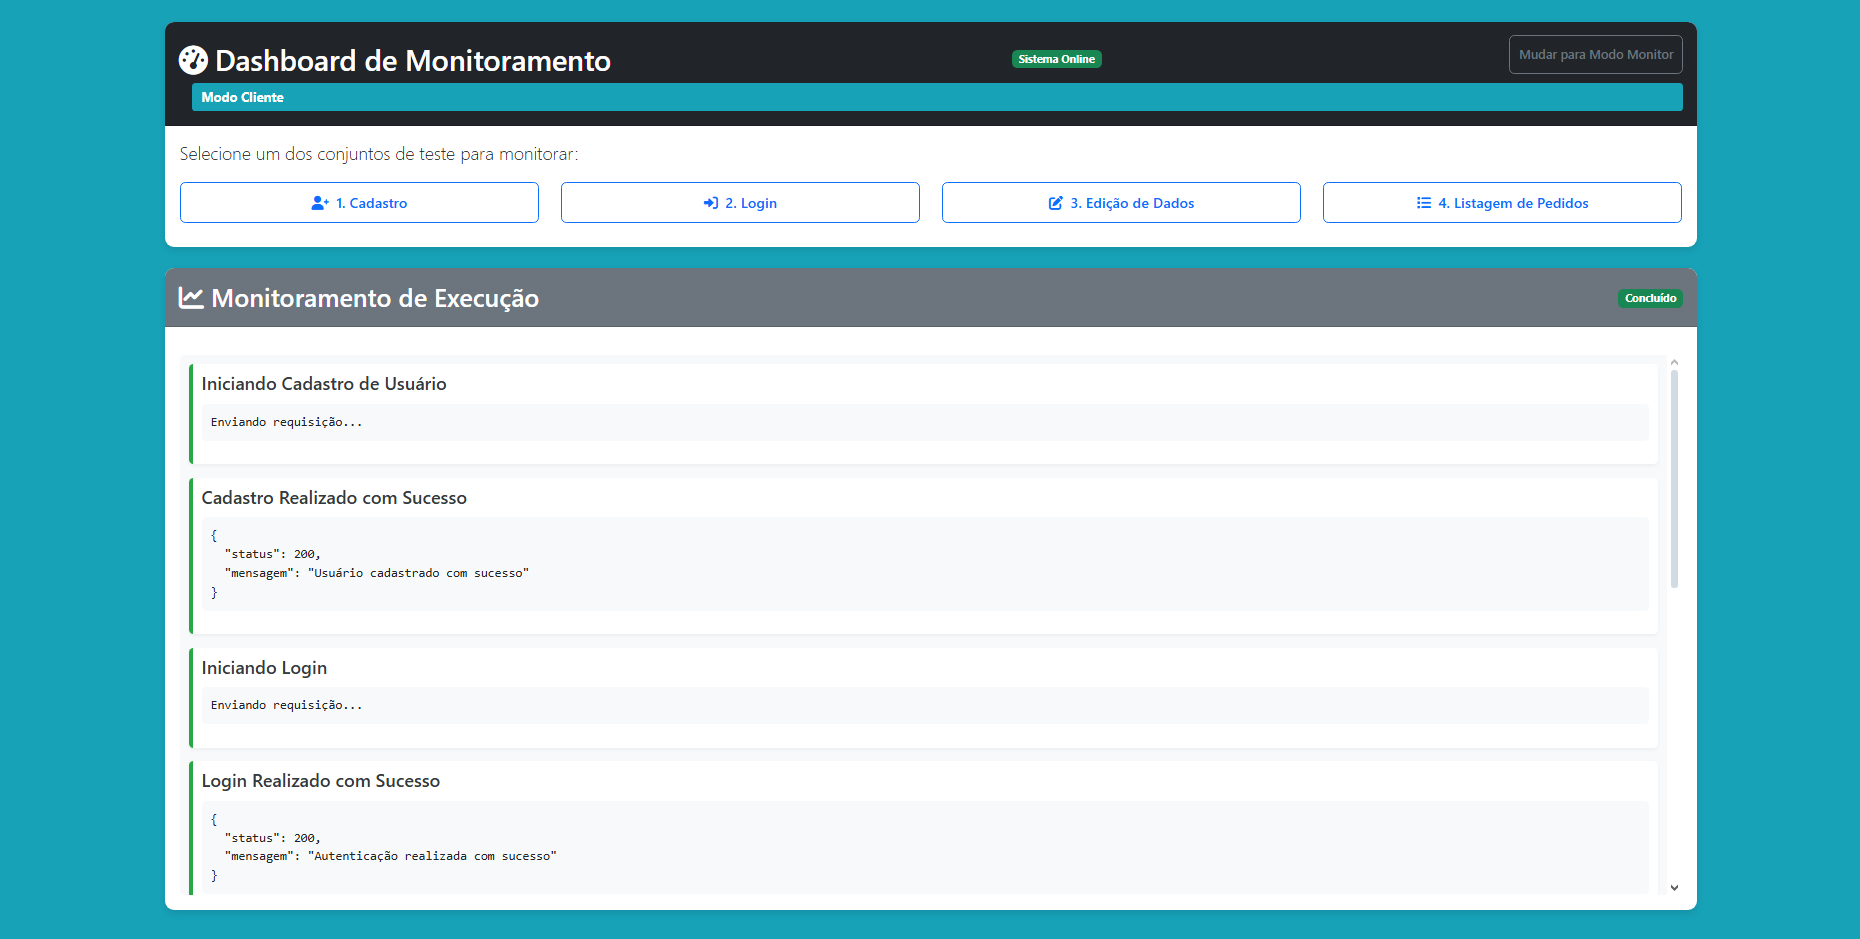 Dashboard de Monitoramento
Sistema Online
Mudar para Modo Monitor
Modo Cliente
Selecione um dos conjuntos de teste para monitorar:
1. Cadastro
2. Login
3. Edição de Dados
4. Listagem de Pedidos
Monitoramento de Execução
Concluído
Iniciando Cadastro de Usuário
Enviando requisição...
Cadastro Realizado com Sucesso
{
  "status": 200,
  "mensagem": "Usuário cadastrado com sucesso"
}
Iniciando Login
Enviando requisição...
Login Realizado com Sucesso
{
  "status": 200,
  "mensagem": "Autenticação realizada com sucesso"
}